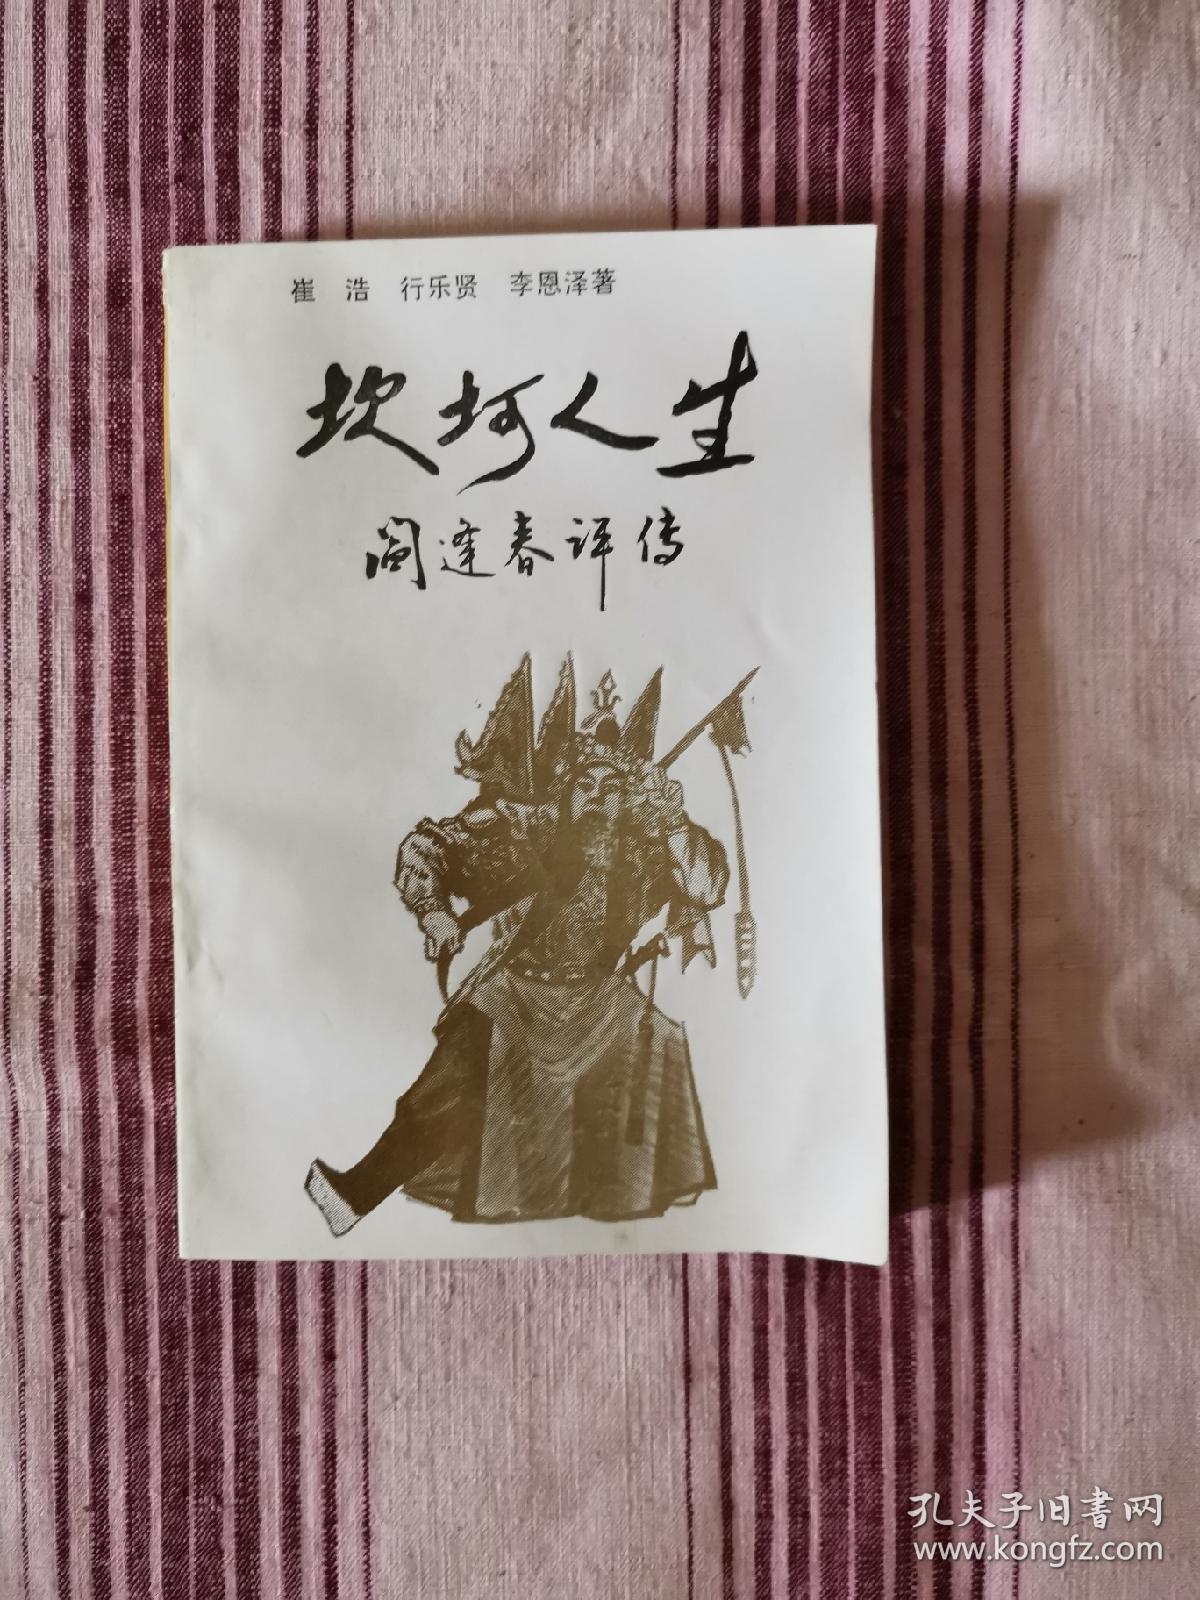 崔 浩 行乐贤 李恩泽著
坎坷人生
阎逢春评传
孔夫子旧書网
www.kongfz.com